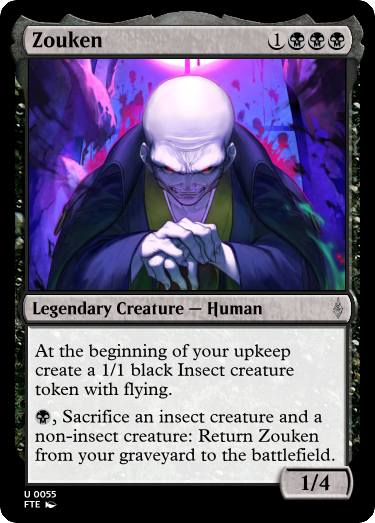 Zouken 1
Legendary Creature — Human
At the beginning of your upkeep
create a 1/1 black Insect creature
token with flying.
, Sacrifice an insect creature and a
non-insect creature: Return Zouken
from your graveyard to the battlefield.
1/4
U 0055
FTE